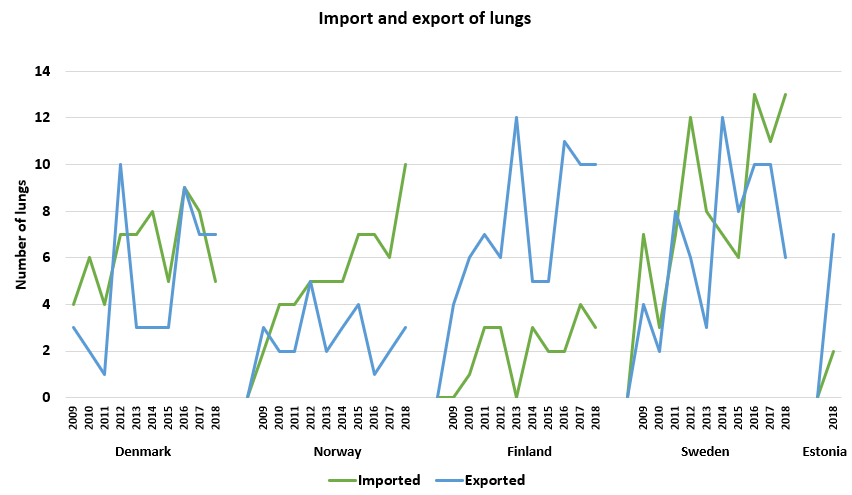 Import and export of lungs
Number of lungs
14
12
10
8
6
4
2
0
2009 2010 2011 2012 2013 2014 2015 2016 2017 2018 2009 2010 2011 2012 2013 2014 2015 2016 2017 2018 2009 2010 2011 2012 2013 2014 2015 2016 2017 2018 2009 2010 2011 2012 2013 2014 2015 2016 2017 2018 2018
Denmark Norway Finland Sweden Estonia
Imported Exported